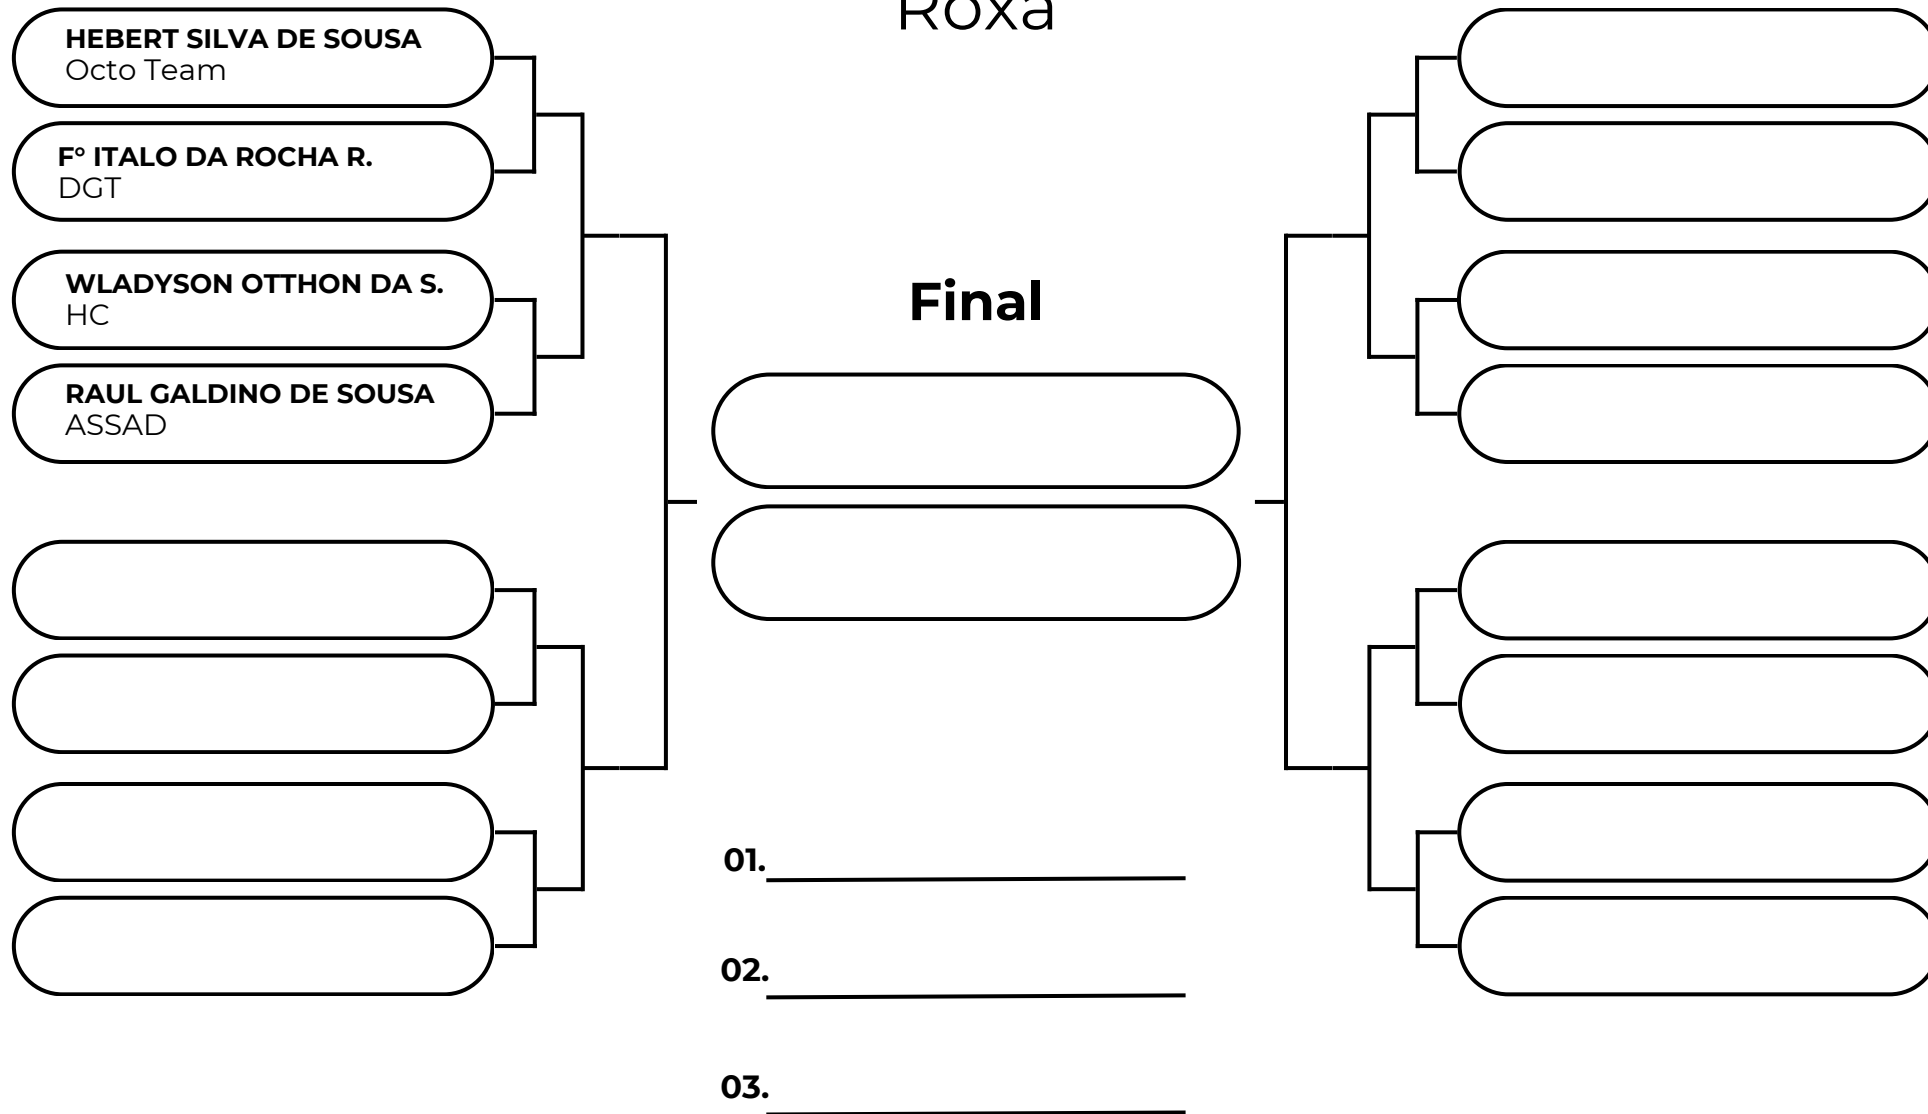 Roxa
HEBERT SILVA DE SOUSA
Octo Team
Fº ITALO DA ROCHA R.
DGT
WLADYSON OTTHON DA S.
HC
RAUL GALDINO DE SOUSA
ASSAD
Final
01.
02.
03.